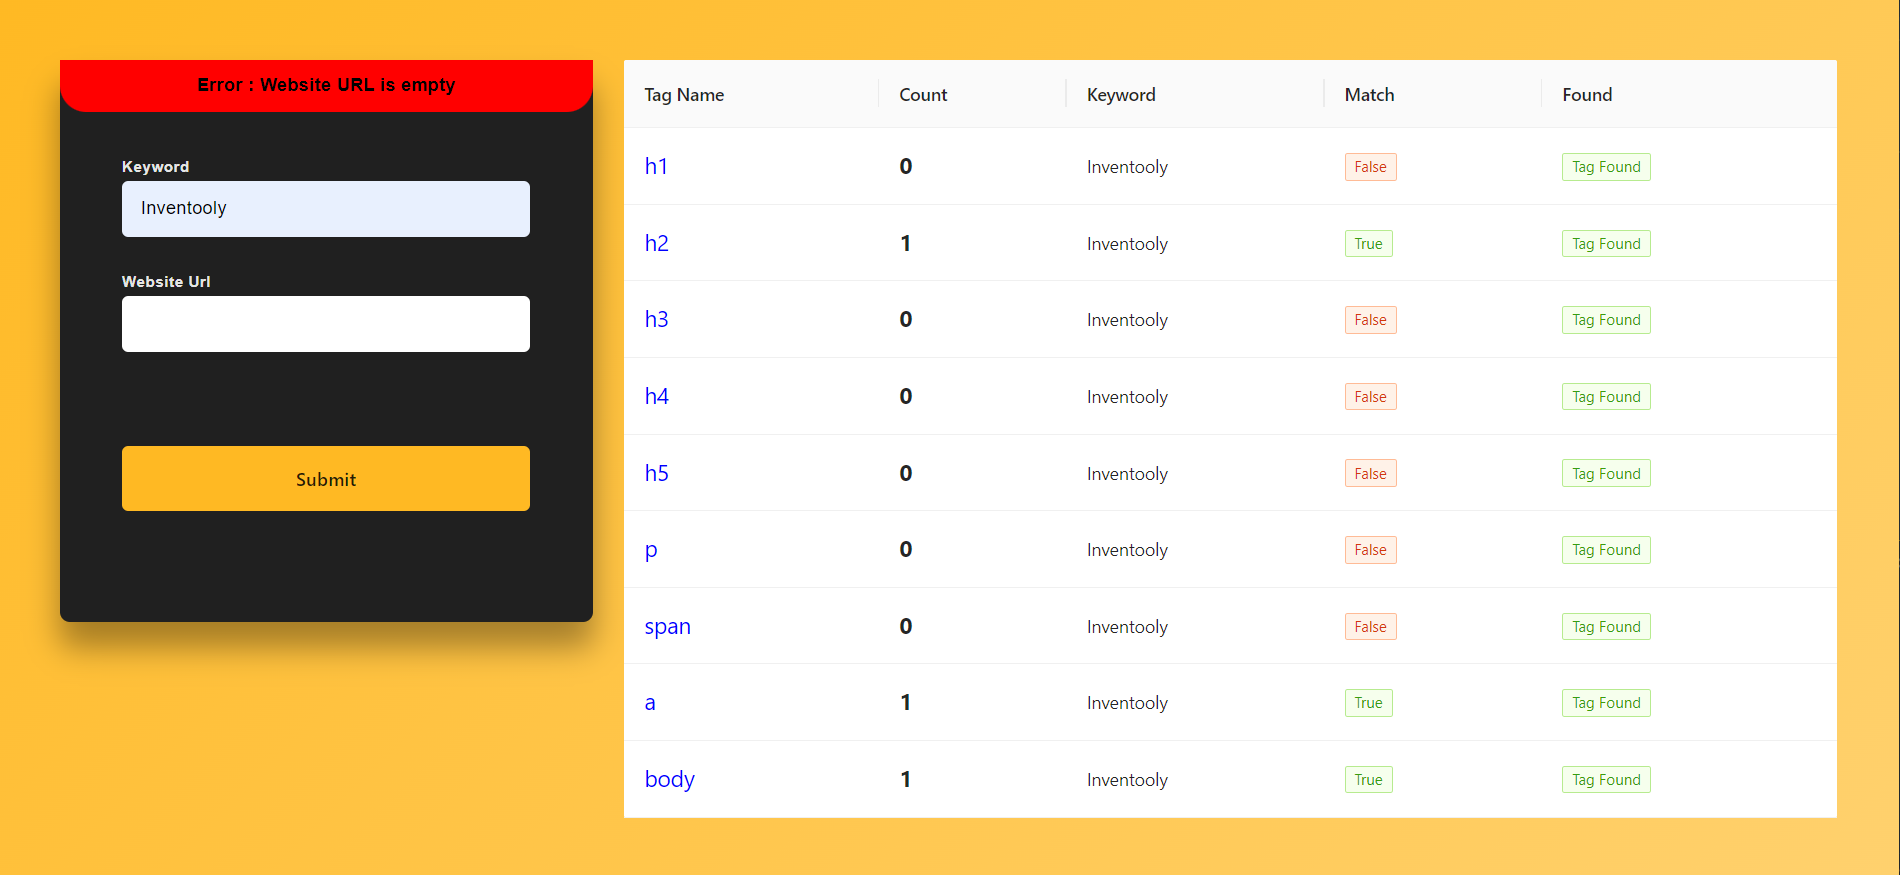 Error : Website URL is empty
Keyword
Inventooly
Website Url
Submit
Tag Name Count Keyword Match Found
h1 0 Inventooly False Tag Found
h2 1 Inventooly True Tag Found
h3 0 Inventooly False Tag Found
h4 0 Inventooly False Tag Found
h5 0 Inventooly False Tag Found
p 0 Inventooly False Tag Found
span 0 Inventooly False Tag Found
a 1 Inventooly True Tag Found
body 1 Inventooly True Tag Found